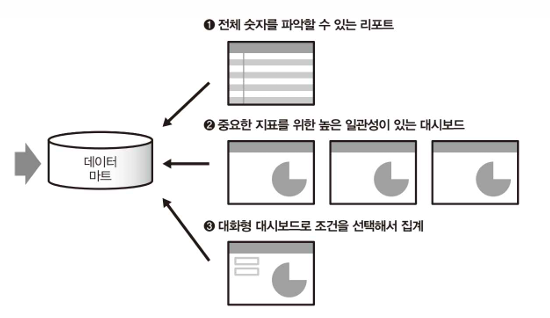 ❶ 전체 숫자를 파악할 수 있는 리포트
❷ 중요한 지표를 위한 높은 일관성이 있는 대시보드
데이터
마트
❸ 대화형 대시보드로 조건을 선택해서 집계